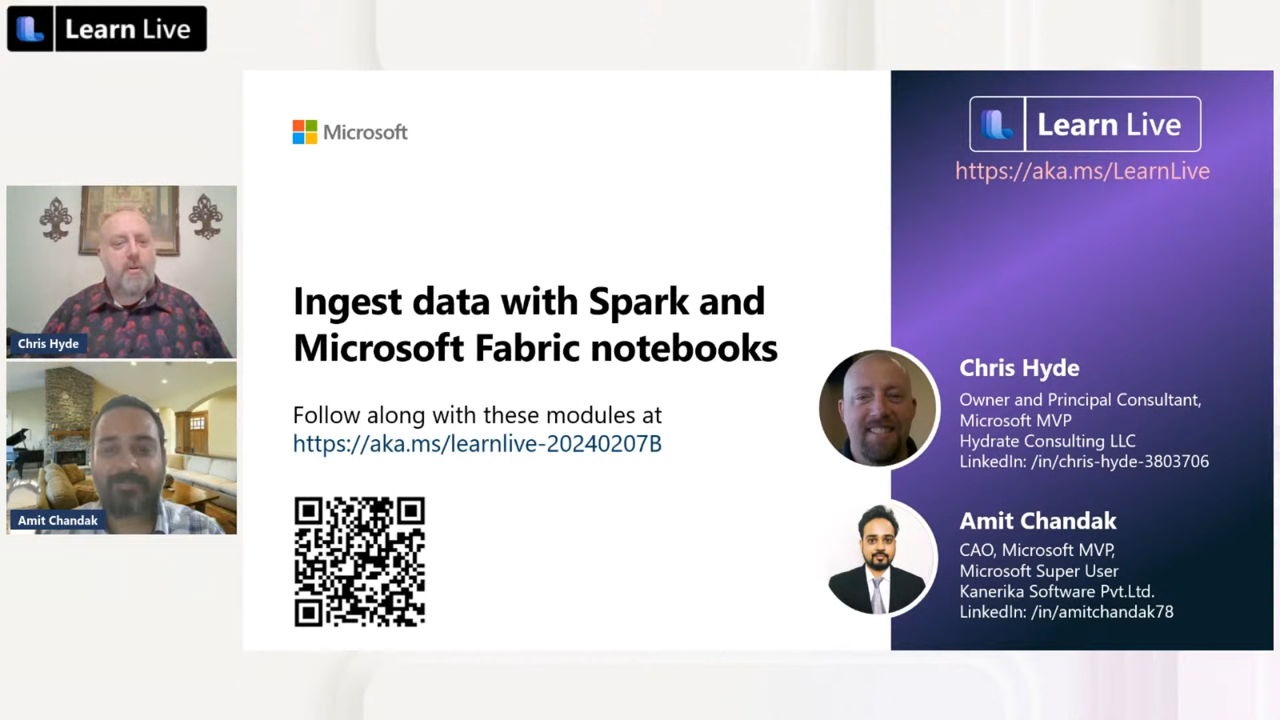 Learn Live
Chris Hyde
Amit Chandak
Microsoft
Ingest data with Spark and
Microsoft Fabric notebooks
Follow along with these modules at
https://aka.ms/learnlive-20240207B
Learn Live
https://aka.ms/LearnLive
Chris Hyde
Owner and Principal Consultant,
Microsoft MVP
Hydrate Consulting LLC
LinkedIn: /in/chris-hyde-3803706
Amit Chandak
CAO, Microsoft MVP,
Microsoft Super User
Kanerika Software Pvt.Ltd.
LinkedIn: /in/amitchandak78